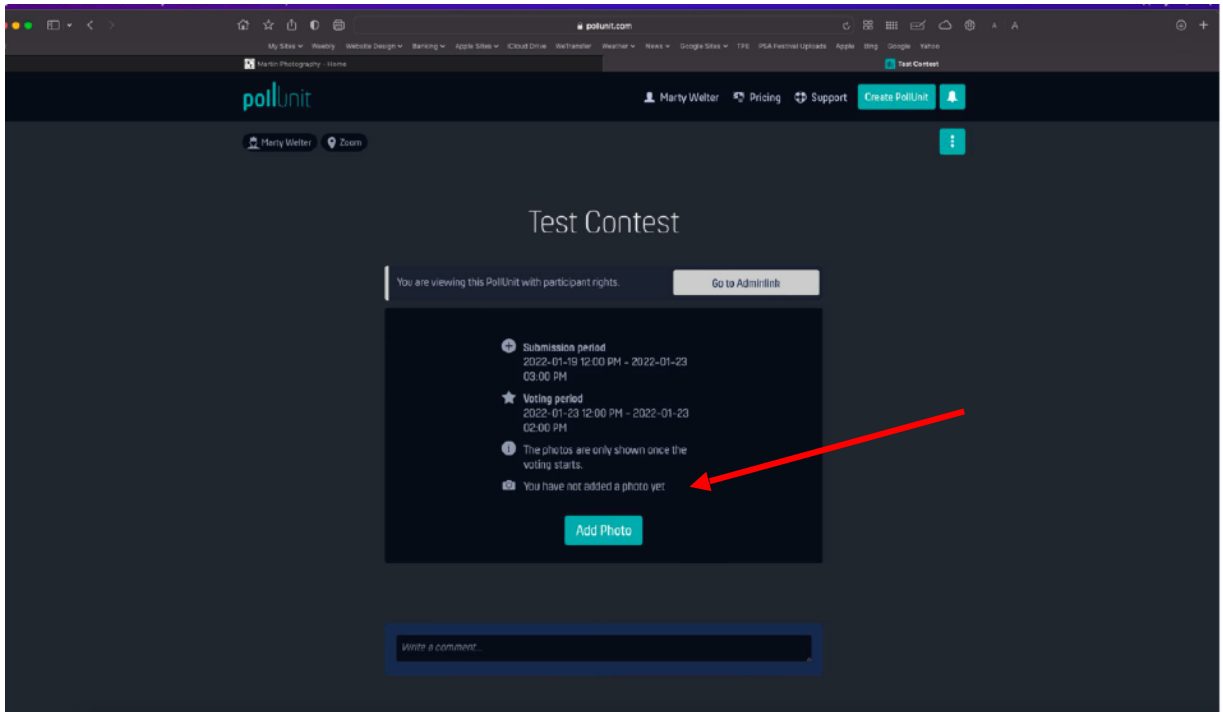 pollunit.com
My Sites Weebly Website Design Banking Apple Sites iCloud Drive WeTransfer Weather News Google Sites TPE PSA Festival Uploads Apple Bing Google Yahoo
Martin Photography - Home
Test Contest
pollunit
Marty Welter Pricing Support Create PollUnit
Marty Welter Zoom
Test Contest
You are viewing this PollUnit with participant rights. Go to Adminlink
Submission period
2022-01-19 12:00 PM - 2022-01-23
03:00 PM
Voting period
2022-01-23 12:00 PM - 2022-01-23
02:00 PM
The photos are only shown once the
voting starts.
You have not added a photo yet
Add Photo
Write a comment...